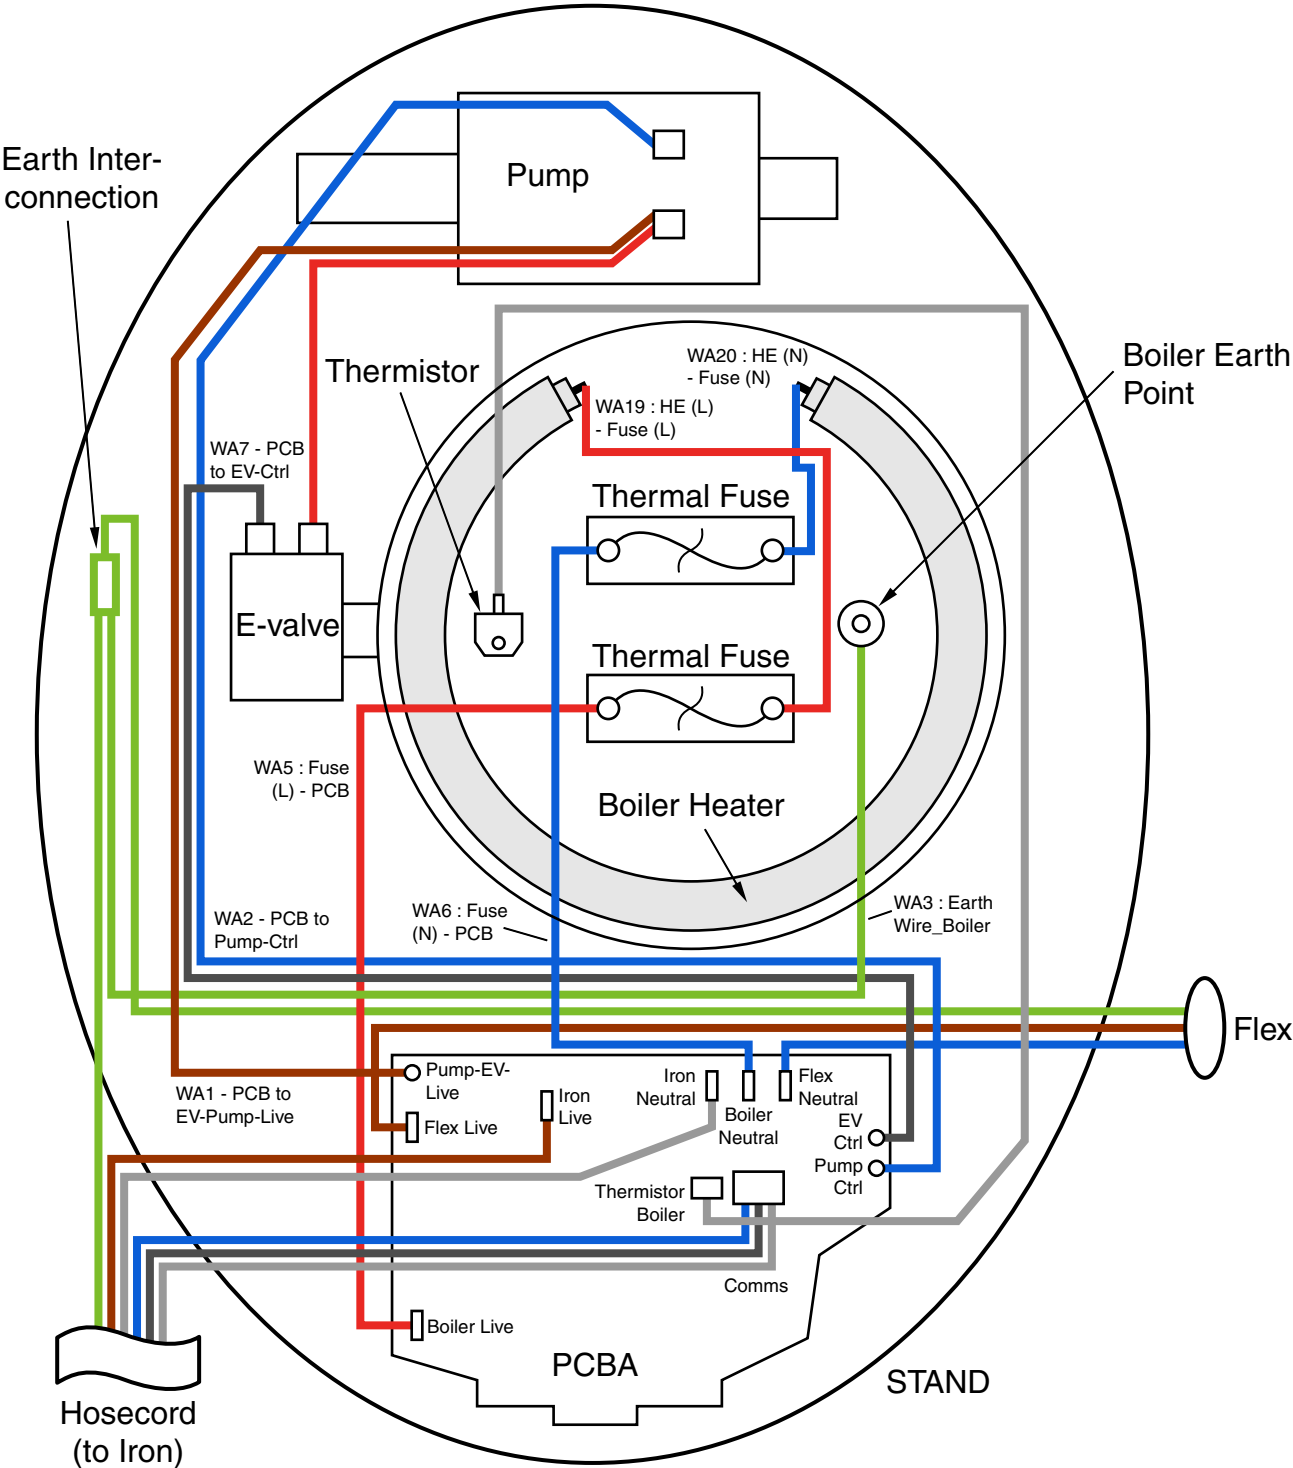 Earth Inter-
connection
Pump
Thermistor
WA20 : HE (N)
- Fuse (N)
WA19 : HE (L)
- Fuse (L)
Boiler Earth
Point
WA7 - PCB
to EV-Ctrl
Thermal Fuse
E-valve
Thermal Fuse
WA5 : Fuse
(L) - PCB
Boiler Heater
WA2 - PCB to
Pump-Ctrl
WA6 : Fuse
(N) - PCB
WA3 : Earth
Wire_Boiler
Flex
WA1 - PCB to
EV-Pump-Live
Pump-EV-
Live
Flex Live
Iron
Live
Iron
Neutral
Boiler
Neutral
Flex
Neutral
EV
Ctrl
Pump
Ctrl
Thermistor
Boiler
Comms
Boiler Live
PCBA
STAND
Hosecord
(to Iron)